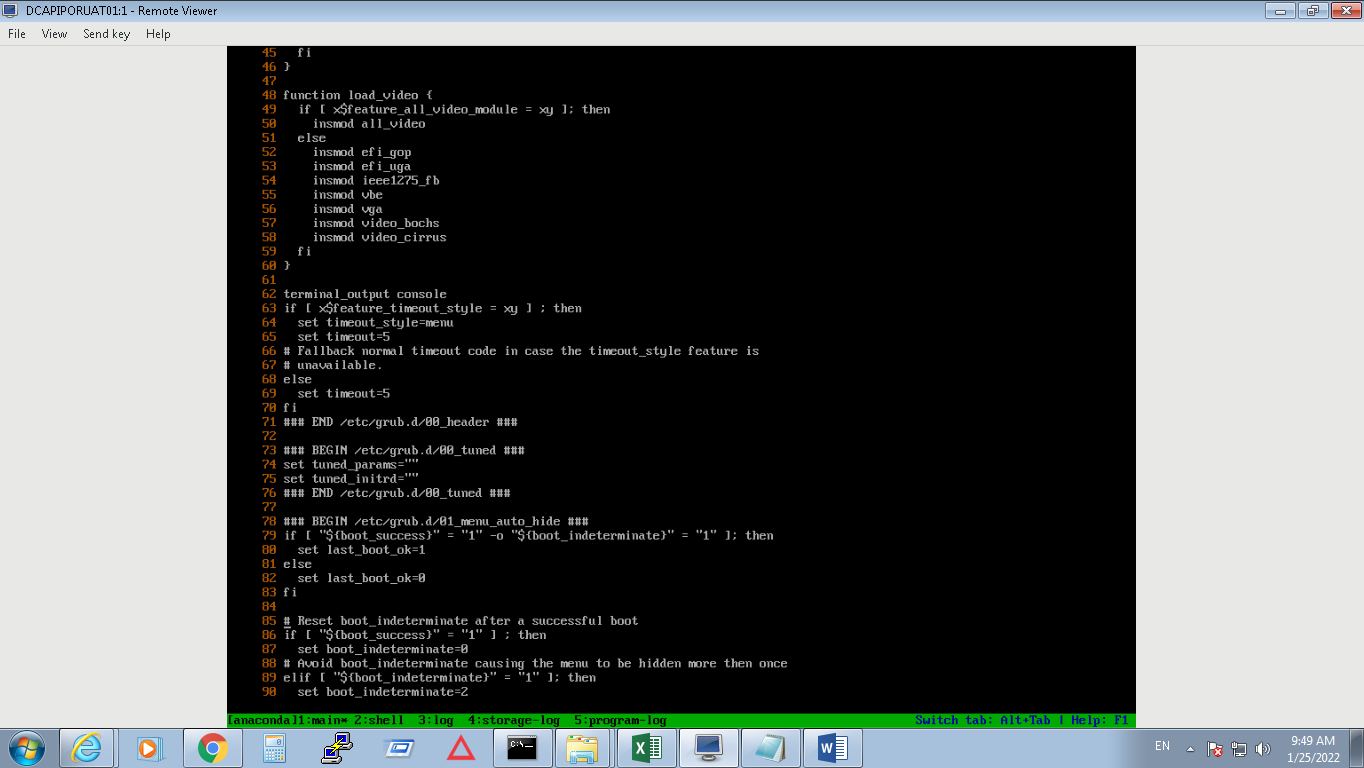 DCAPIPORUAT01:1 - Remote Viewer
File View Send key Help
45 fi
46 }
47
48 function load_video {
49 if [ x$feature_all_video_module = xy ]; then
50 insmod all_video
51 else
52 insmod efi_gop
53 insmod efi_uga
54 insmod ieee1275_fb
55 insmod vbe
56 insmod vga
57 insmod video_bochs
58 insmod video_cirrus
59 fi
60 }
61
62 terminal_output console
63 if [ x$feature_timeout_style = xy ] ; then
64 set timeout_style=menu
65 set timeout=5
66 # Fallback normal timeout code in case the timeout_style feature is
67 # unavailable.
68 else
69 set timeout=5
70 fi
71 ### END /etc/grub.d/00_header ###
72
73 ### BEGIN /etc/grub.d/00_tuned ###
74 set tuned_params=""
75 set tuned_initrd=""
76 ### END /etc/grub.d/00_tuned ###
77
78 ### BEGIN /etc/grub.d/01_menu_auto_hide ###
79 if [ "${boot_success}" = "1" -o "${boot_indeterminate}" = "1" ]; then
80 set last_boot_ok=1
81 else
82 set last_boot_ok=0
83 fi
84
85 # Reset boot_indeterminate after a successful boot
86 if [ "${boot_success}" = "1" ] ; then
87 set boot_indeterminate=0
88 # Avoid boot_indeterminate causing the menu to be hidden more then once
89 elif [ "${boot_indeterminate}" = "1" ]; then
90 set boot_indeterminate=2
[anaconda]1:main* 2:shell 3:log 4:storage-log 5:program-log Switch tab: Alt+Tab | Help: F1
EN 9:49 AM
1/25/2022